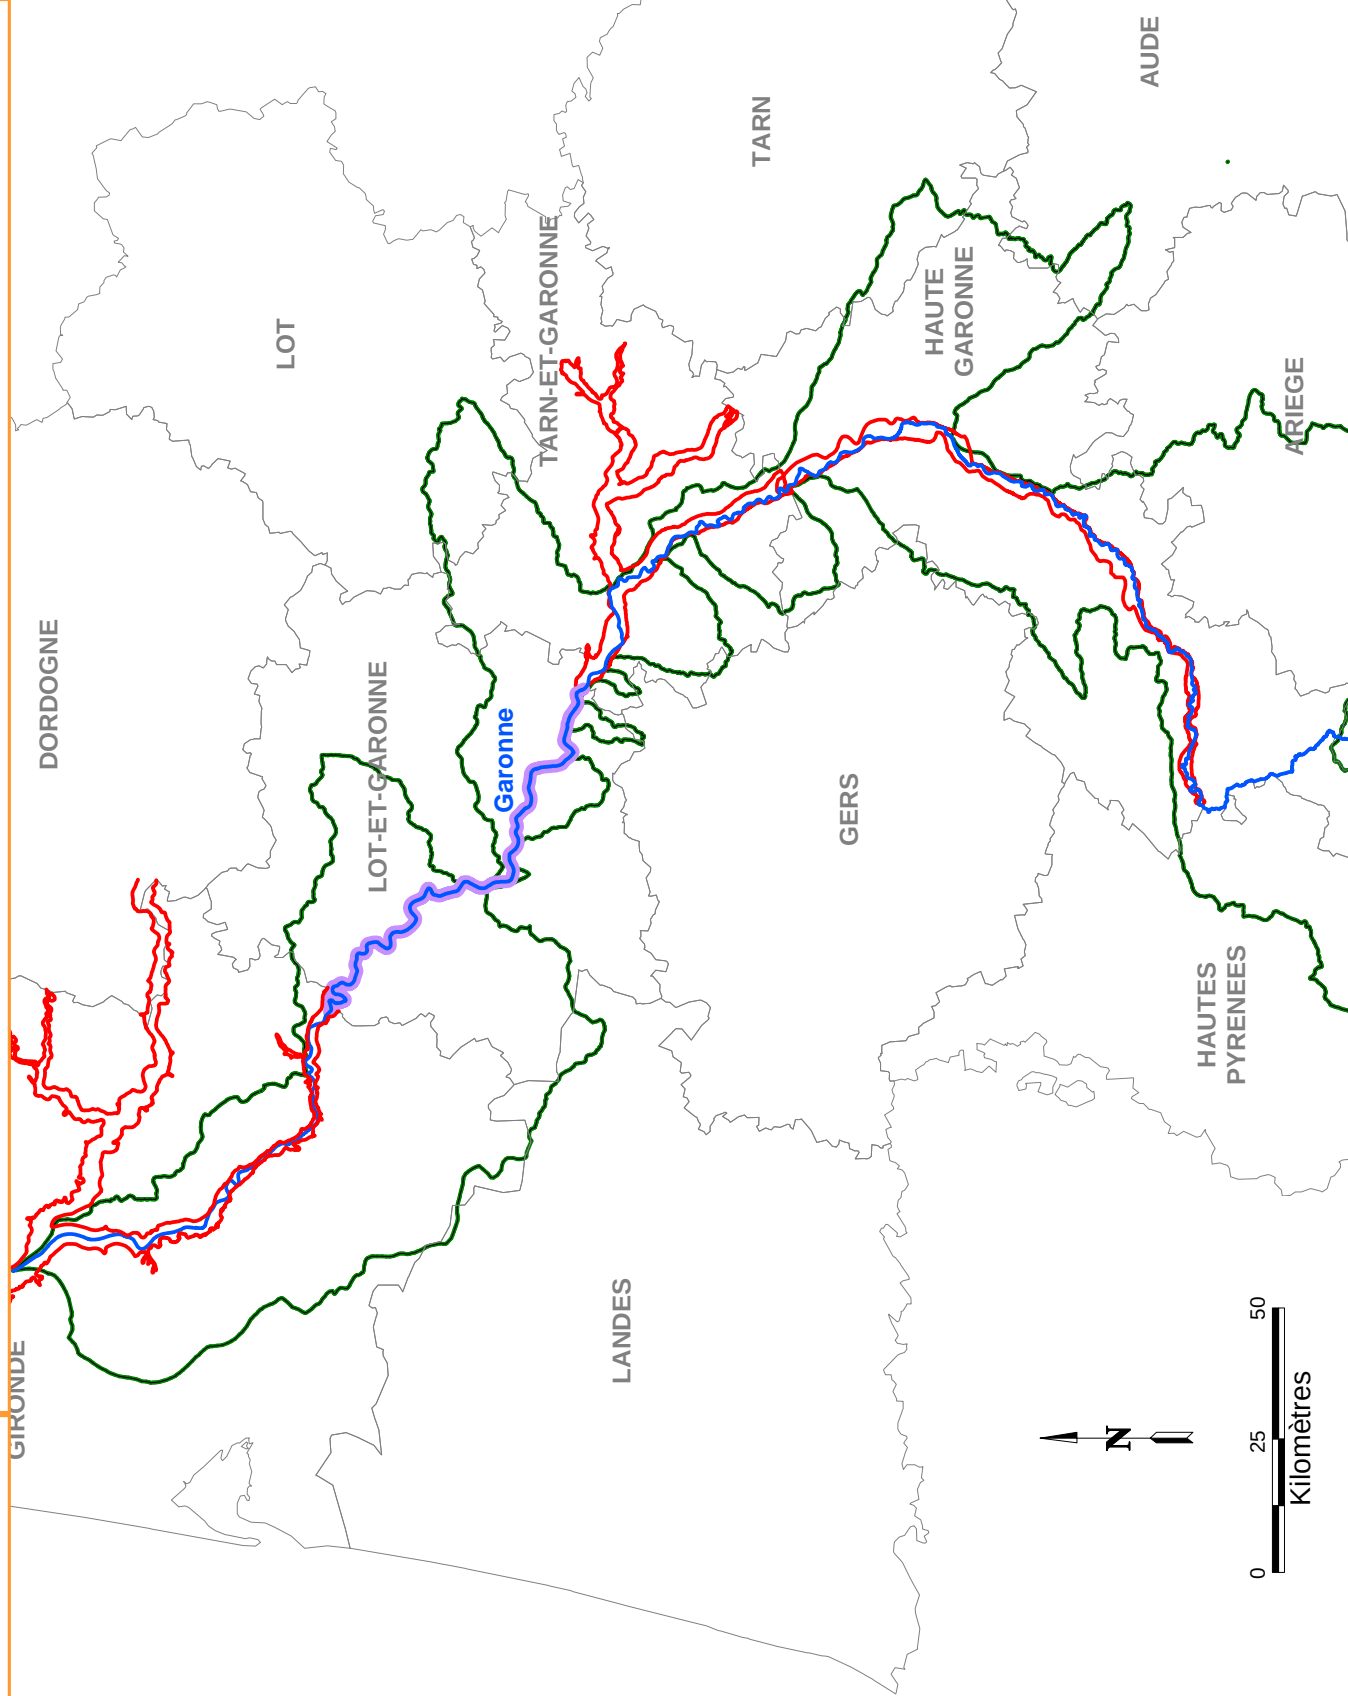 GIRONDE
DORDOGNE
LOT
LOT-ET-GARONNE
TARN-ET-GARONNE
Garonne
TARN
AUDE
HAUTE
GARONNE
ARIEGE
GERS
LANDES
HAUTES
PYRENEES
N
0
25
50
Kilomètres